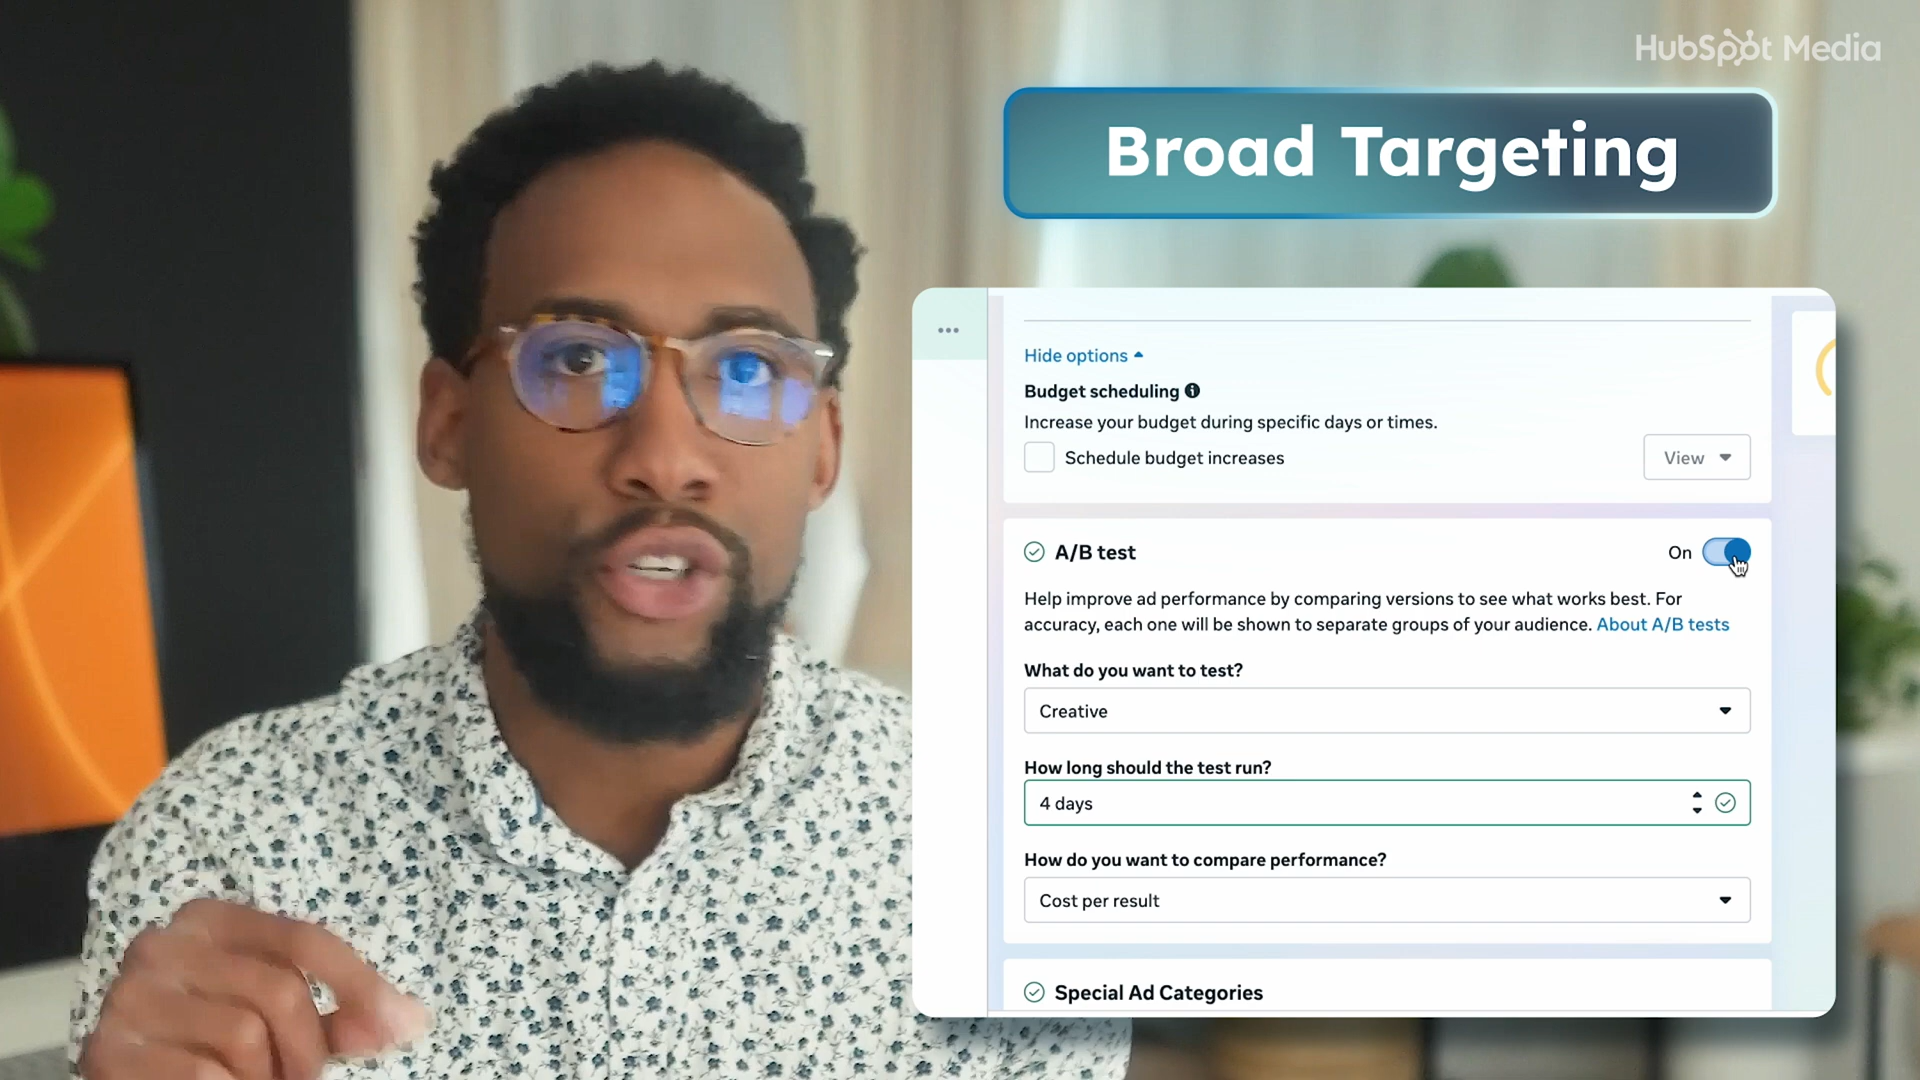 HubSpot Media
Broad Targeting
Hide options
Budget scheduling
Increase your budget during specific days or times.
Schedule budget increases
View
A/B test
On
Help improve ad performance by comparing versions to see what works best. For
accuracy, each one will be shown to separate groups of your audience. About A/B tests
What do you want to test?
Creative
How long should the test run?
4 days
How do you want to compare performance?
Cost per result
Special Ad Categories